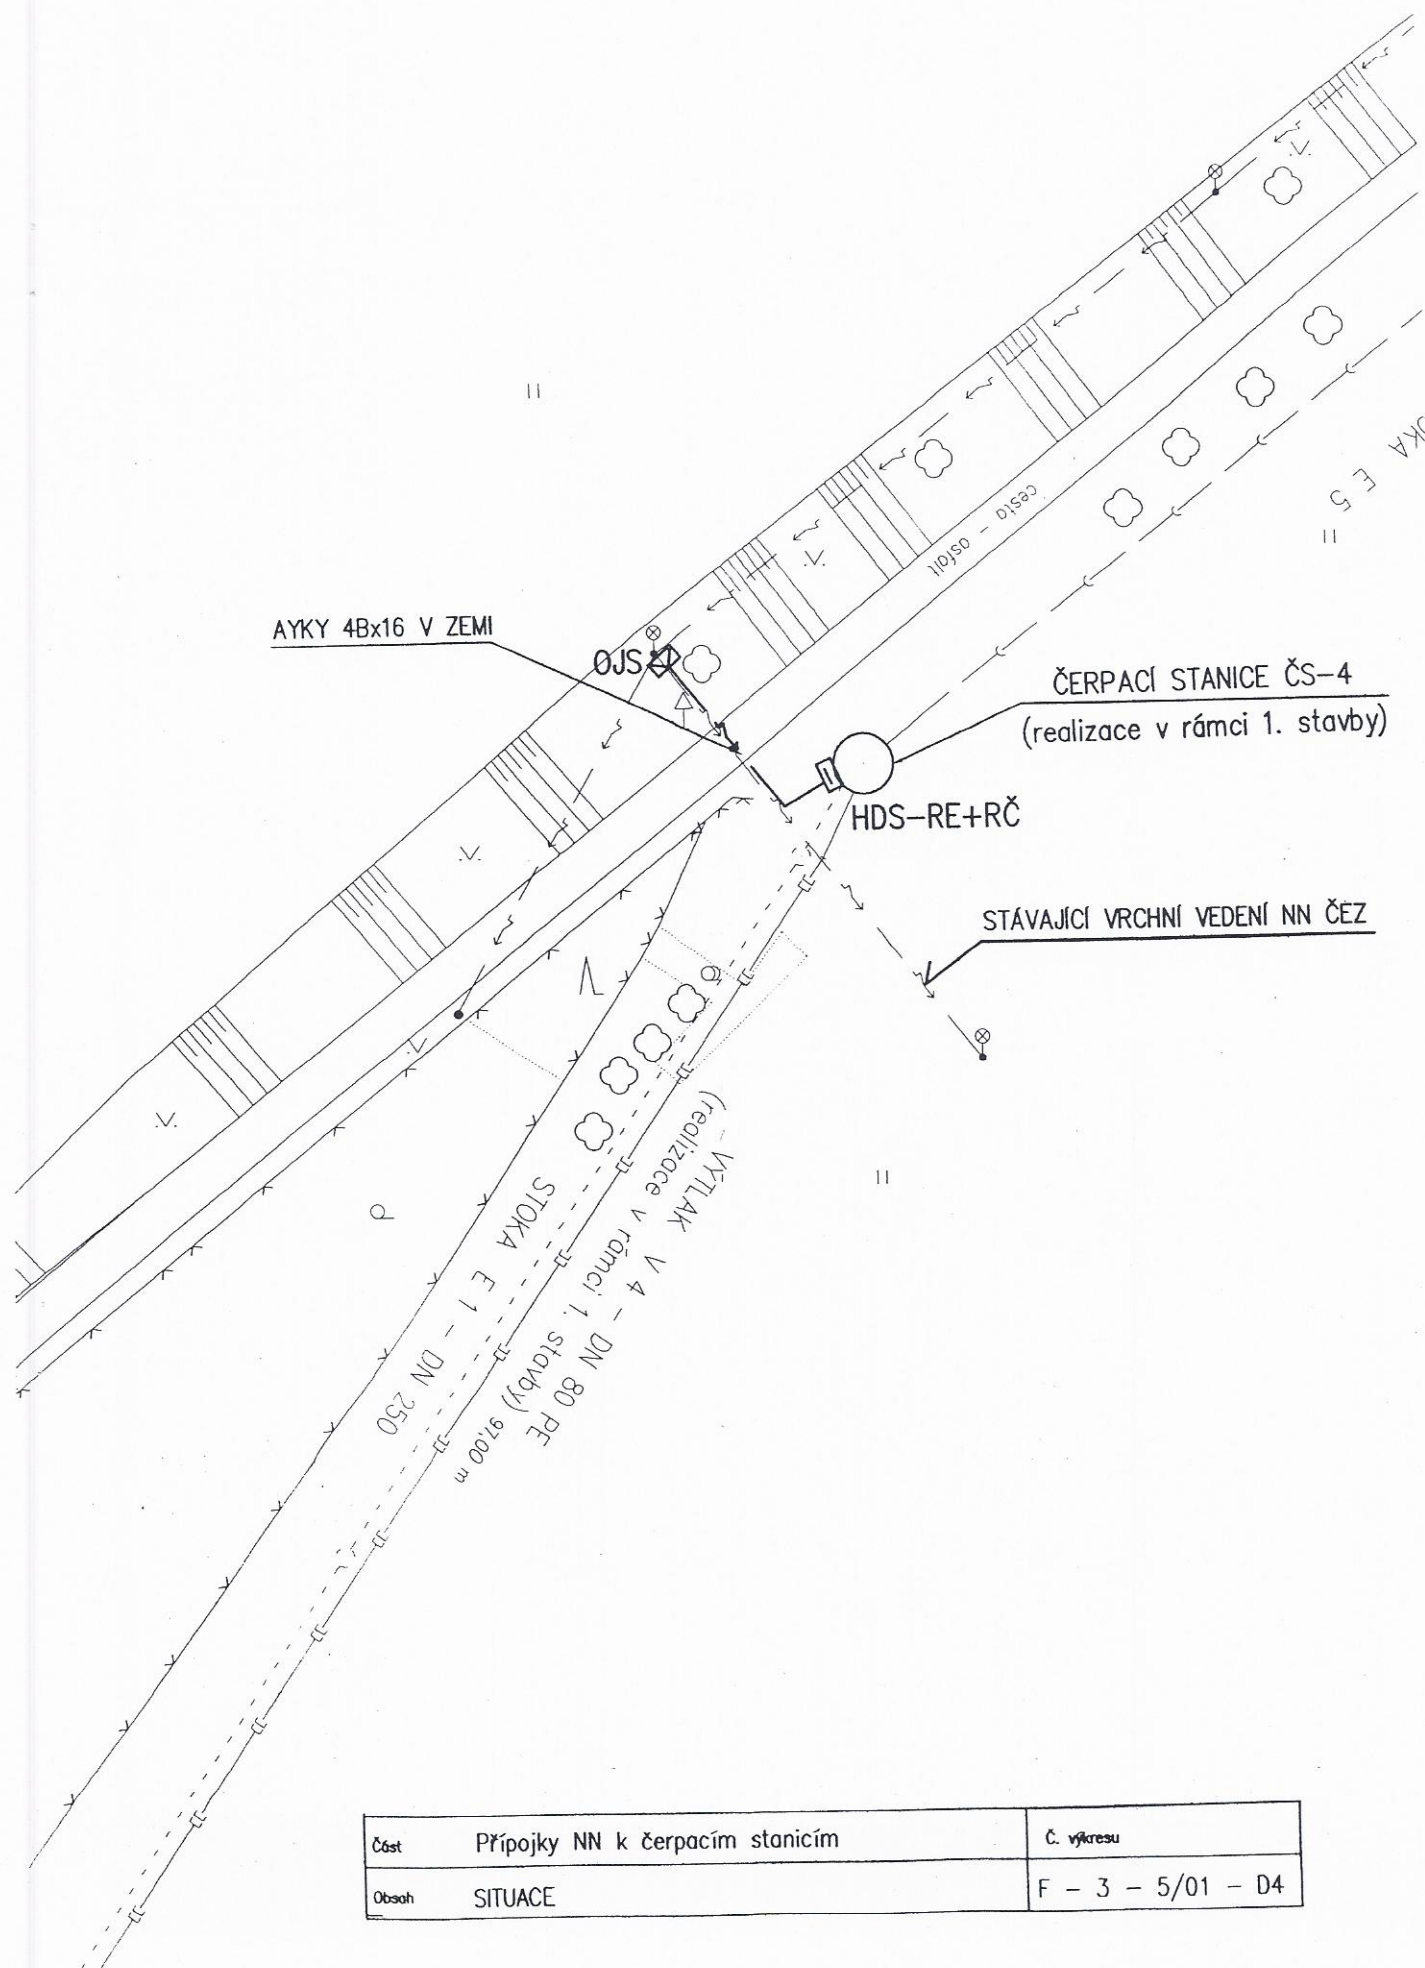 AYKY 4Bx16 V ZEMI
OJS
cesta - asfalt
E 5
ČERPACÍ STANICE ČS-4
(realizace v rámci 1. stavby)
HDS-RE+RČ
STÁVAJÍCÍ VRCHNÍ VEDENÍ NN ČEZ
STOKA E 1 - DN 250
VÝTLAK V 4 - DN 80 PE
(realizace v rámci 1. stavby) 97,00 m
Část Přípojky NN k čerpacím stanicím
Č. výkresu
Obsah SITUACE
F - 3 - 5/01 - D4